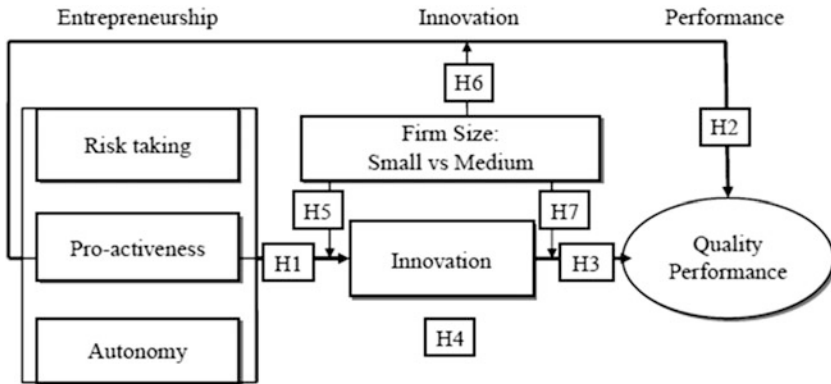 Entrepreneurship Innovation Performance
H6
Firm Size:
Small vs Medium
H2
Risk taking
H5
H7
Pro-activeness
H1
Innovation
H3
Quality
Performance
Autonomy
H4